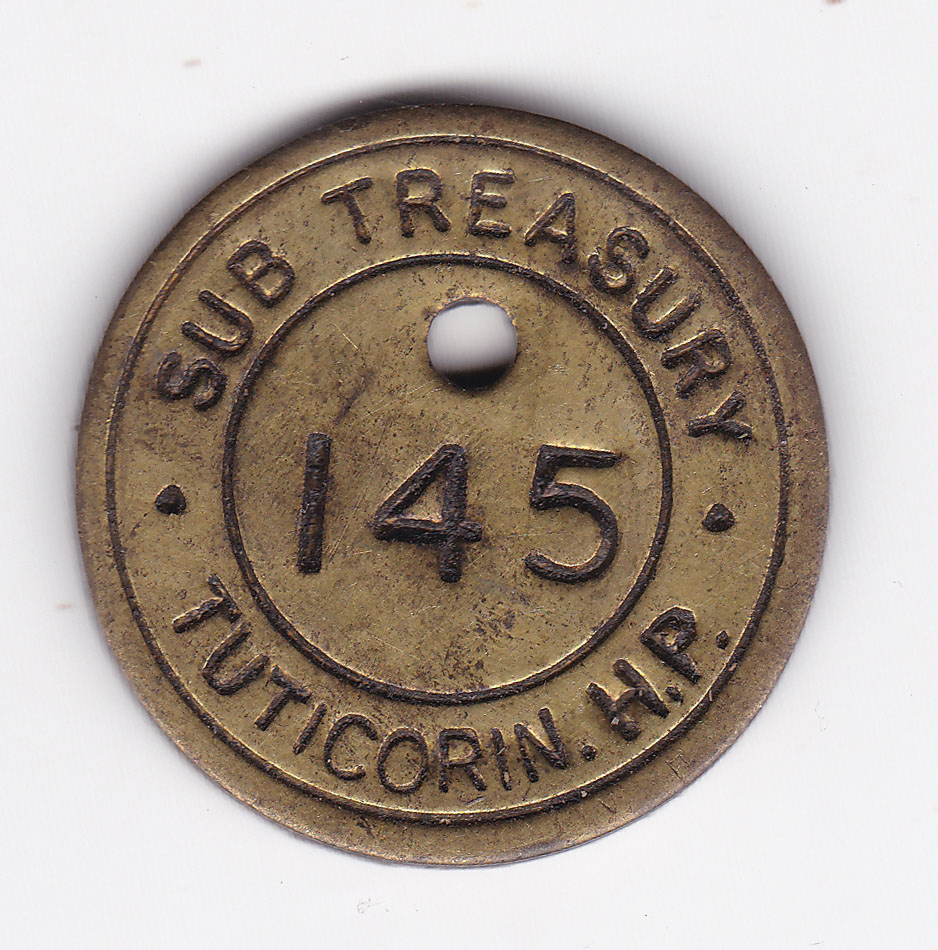 SUB TREASURY
145
TUTICORIN. H.P.